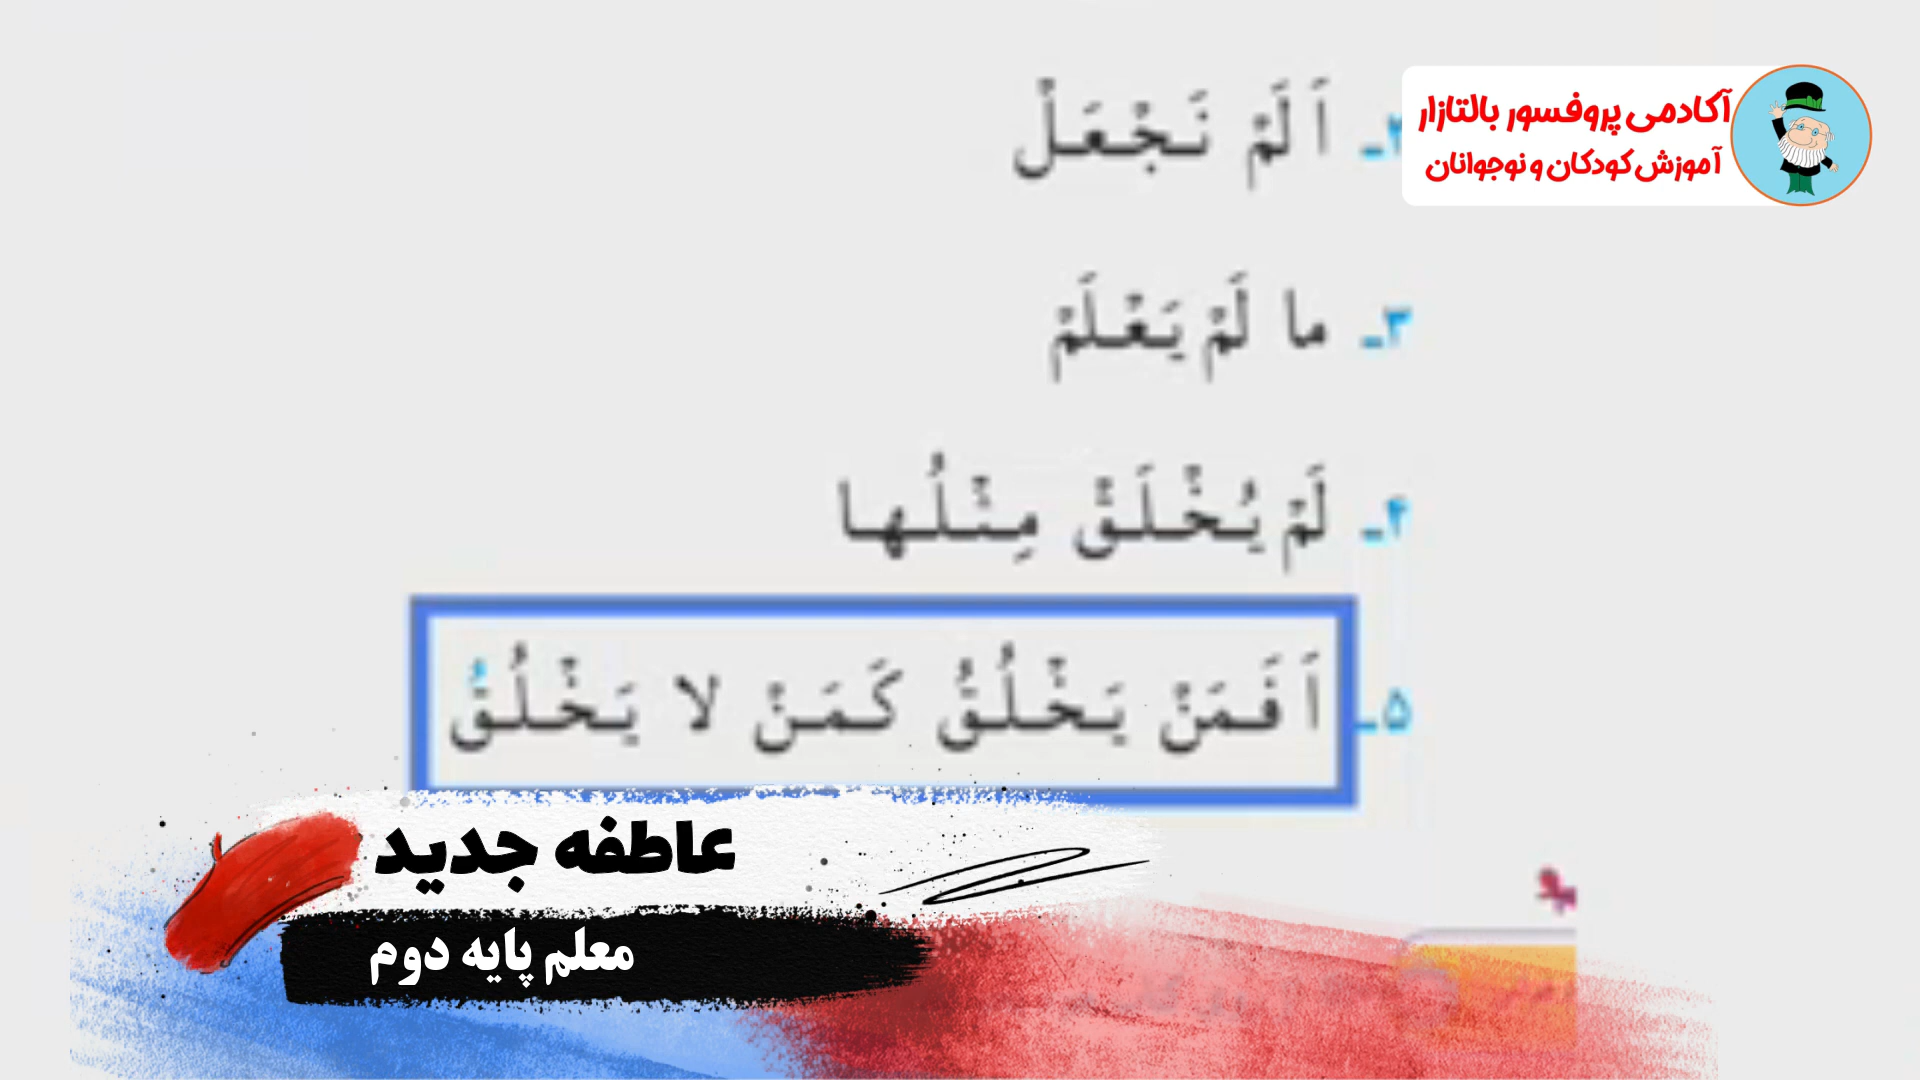 آکادمی پروفسور بالتازار
آموزش کودکان و نوجوانان
۲ـ اَ لَمْ نَجْعَلْ
۳ـ ما لَمْ يَعْلَمْ
۴ـ لَمْ يُخْلَقْ مِثْلُها
۵ـ اَ فَمَنْ يَخْلُقُ كَمَنْ لا يَخْلُقُ
عاطفه جدید
معلم پایه دوم